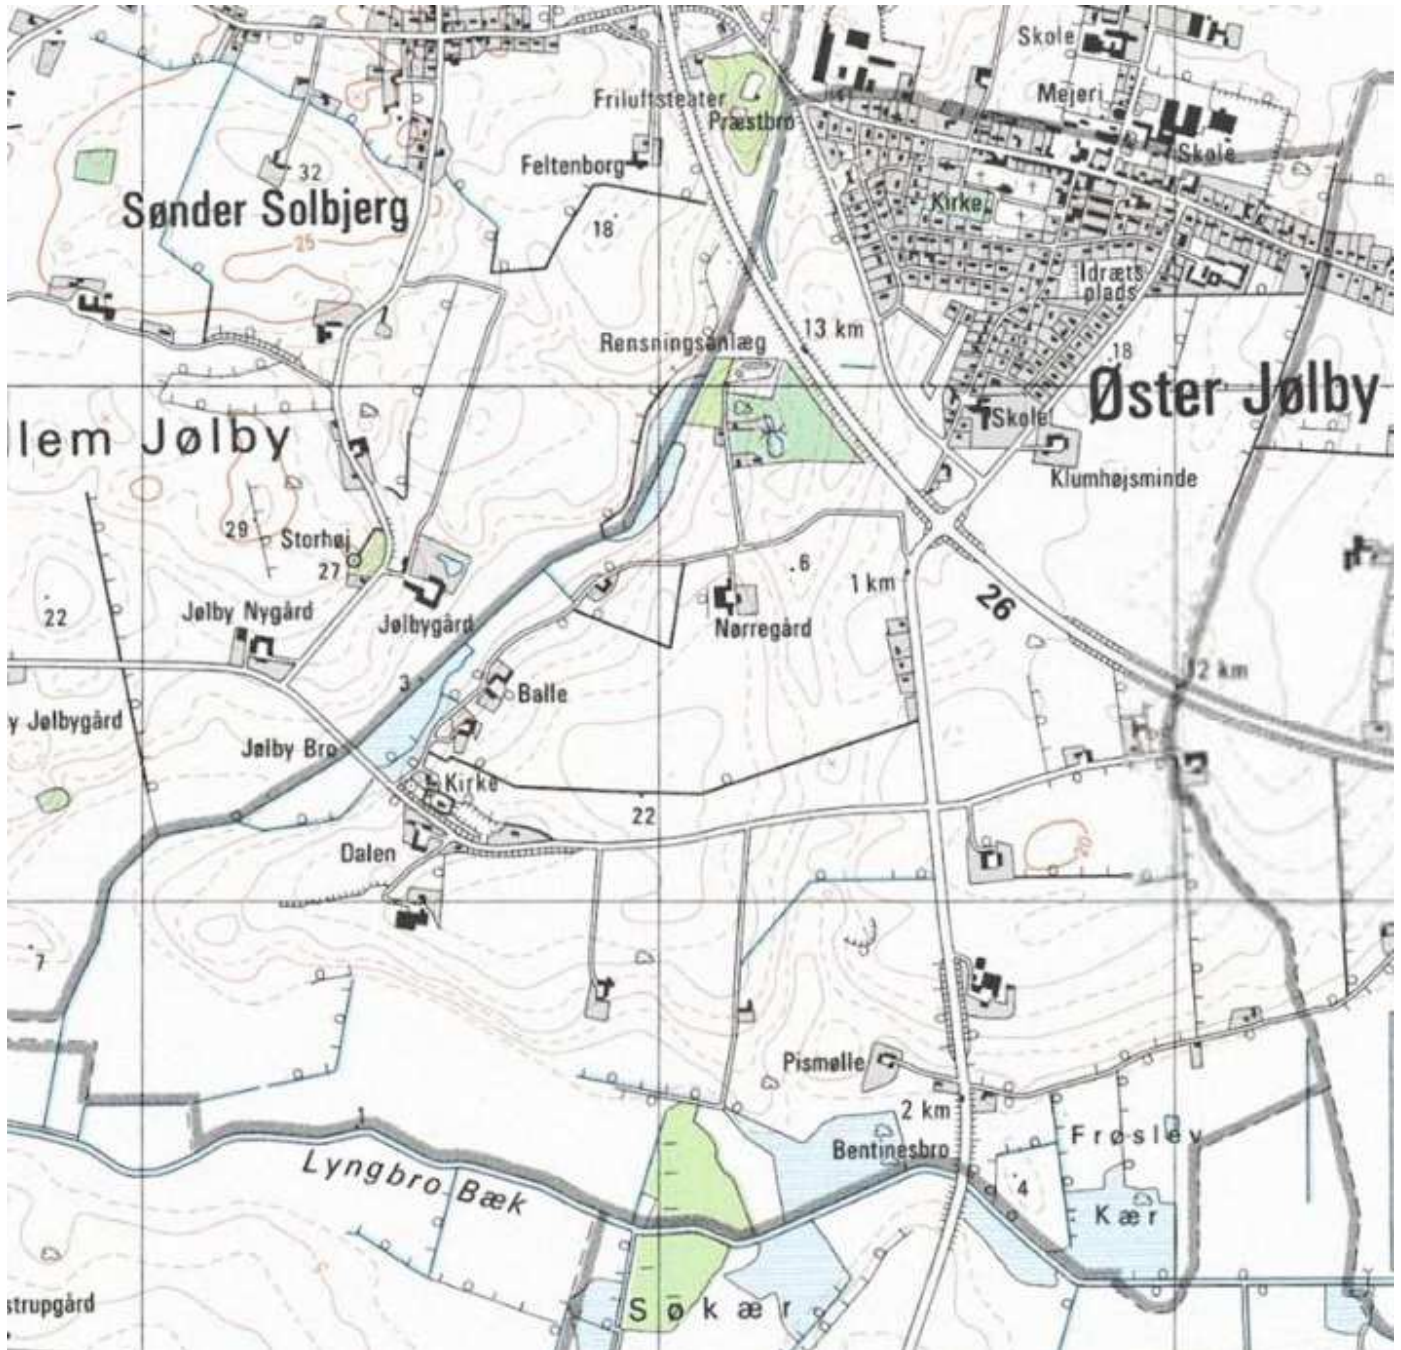 Skole
Mejeri
Friluftsteater
Præstbro
Skole
Feltenborg
32
Sønder Solbjerg
Kirke
18
25
Idræts
plads
13 km
Rensningsanlæg
18
Øster Jølby
Skole
llem Jølby
Klumhøjsminde
29
Storhøj
27
6
1 km
26
22
Jølby Nygård
Jølbygård
Nørregård
12 km
3
Balle
y Jølbygård
Jølby Bro
Kirke
22
Dalen
20
7
Pismølle
2 km
1
Frøslev
Bentinesbro
Lyngbro Bæk
4
Kær
strupgård
Søkær